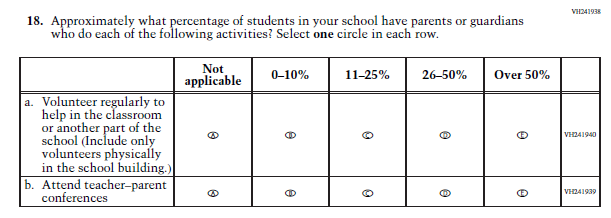 VH241938
18. Approximately what percentage of students in your school have parents or guardians
who do each of the following activities? Select one circle in each row.
Not
applicable
0–10%
11–25%
26–50%
Over 50%
a. Volunteer regularly to
help in the classroom
or another part of the
school (Include only
volunteers physically
in the school building.)
A B C D E
VH241940
b. Attend teacher–parent
conferences
A B C D E
VH241939